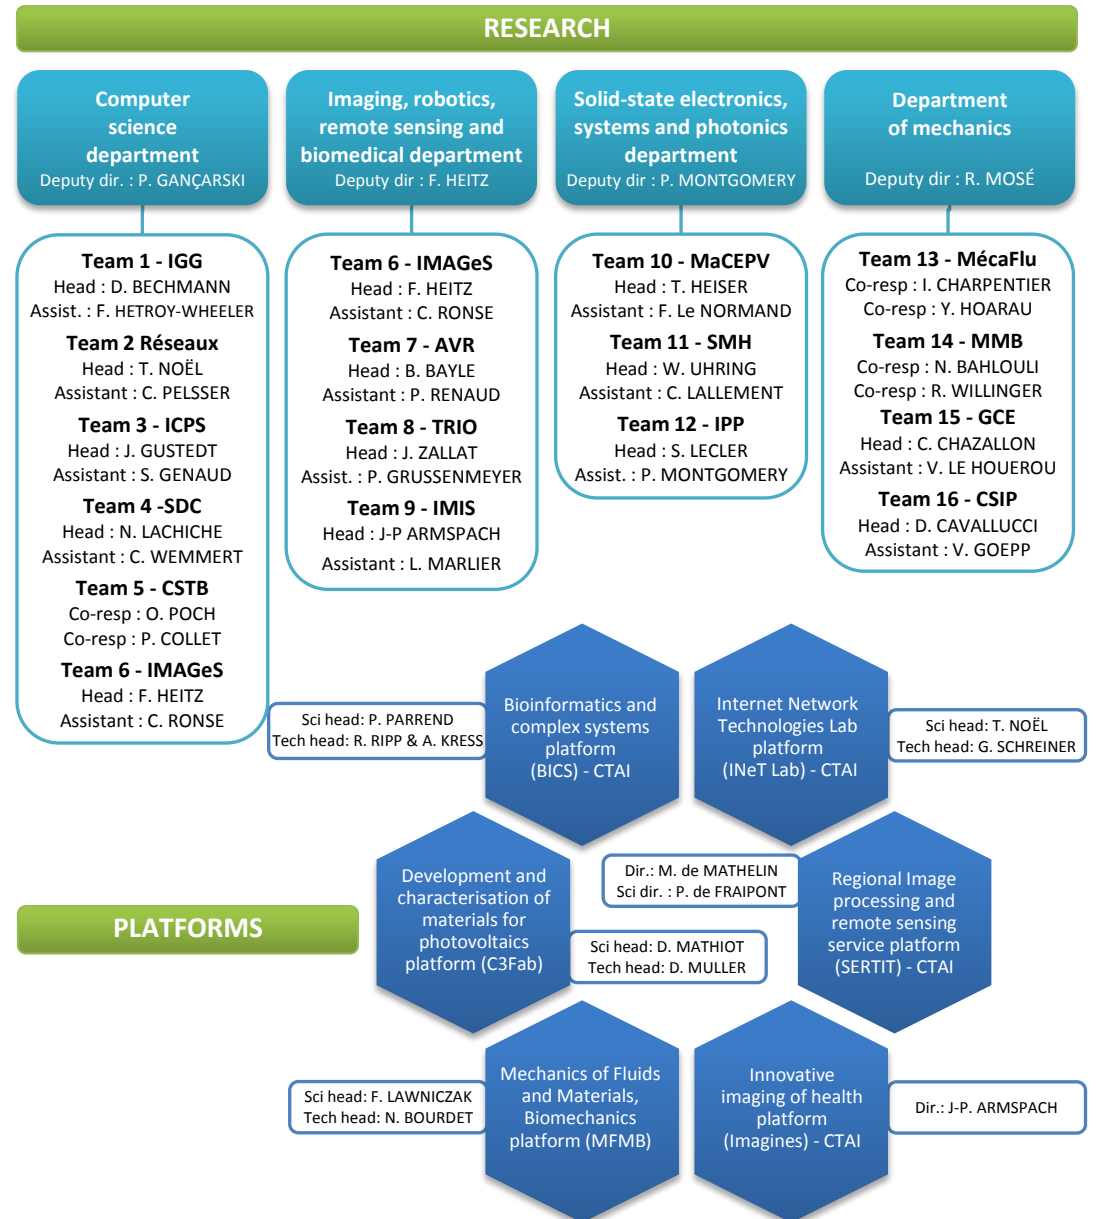 RESEARCH
Computer
science
department
Deputy dir. : P. GANÇARSKI
Imaging, robotics,
remote sensing and
biomedical department
Deputy dir : F. HEITZ
Solid-state electronics,
systems and photonics
department
Deputy dir : P. MONTGOMERY
Department
of mechanics
Deputy dir : R. MOSÉ
Team 1 - IGG
Head : D. BECHMANN
Assist. : F. HETROY-WHEELER
Team 2 Réseaux
Head : T. NOËL
Assistant : C. PELSSER
Team 3 - ICPS
Head : J. GUSTEDT
Assistant : S. GENAUD
Team 4 -SDC
Head : N. LACHICHE
Assistant : C. WEMMERT
Team 5 - CSTB
Co-resp : O. POCH
Co-resp : P. COLLET
Team 6 - IMAGeS
Head : F. HEITZ
Assistant : C. RONSE
Team 6 - IMAGeS
Head : F. HEITZ
Assistant : C. RONSE
Team 7 - AVR
Head : B. BAYLE
Assistant : P. RENAUD
Team 8 - TRIO
Head : J. ZALLAT
Assist. : P. GRUSSENMEYER
Team 9 - IMIS
Head : J-P ARMSPACH
Assistant : L. MARLIER
Team 10 - MaCEPV
Head : T. HEISER
Assistant : F. Le NORMAND
Team 11 - SMH
Head : W. UHRING
Assistant : C. LALLEMENT
Team 12 - IPP
Head : S. LECLER
Assist. : P. MONTGOMERY
Team 13 - MécaFlu
Co-resp : I. CHARPENTIER
Co-resp : Y. HOARAU
Team 14 - MMB
Co-resp : N. BAHLOULI
Co-resp : R. WILLINGER
Team 15 - GCE
Head : C. CHAZALLON
Assistant : V. LE HOUEROU
Team 16 - CSIP
Head : D. CAVALLUCCI
Assistant : V. GOEPP
Sci head: P. PARREND
Tech head: R. RIPP & A. KRESS
Bioinformatics and
complex systems
platform
(BICS) - CTAI
Internet Network
Technologies Lab
platform
(INeT Lab) - CTAI
Sci head: T. NOËL
Tech head: G. SCHREINER
PLATFORMS
Development and
characterisation of
materials for
photovoltaics
platform (C3Fab)
Sci head: D. MATHIOT
Tech head: D. MULLER
Dir.: M. de MATHELIN
Sci dir. : P. de FRAIPONT
Regional Image
processing and
remote sensing
service platform
(SERTIT) - CTAI
Sci head: F. LAWNICZAK
Tech head: N. BOURDET
Mechanics of Fluids
and Materials,
Biomechanics
platform (MFMB)
Innovative
imaging of health
platform
(Imagines) - CTAI
Dir.: J-P. ARMSPACH